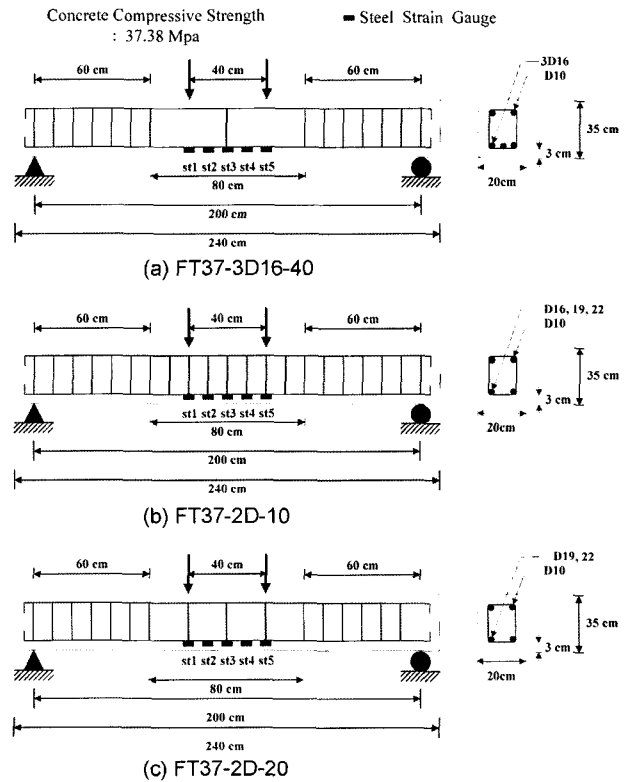 Concrete Compressive Strength
: 37.38 Mpa
Steel Strain Gauge
60 cm
40 cm
60 cm
3D16
D10
35 cm
3 cm
20cm
st1 st2 st3 st4 st5
80 cm
200 cm
240 cm
(a) FT37-3D16-40
60 cm
40 cm
60 cm
D16, 19, 22
D10
35 cm
3 cm
20cm
st1 st2 st3 st4 st5
80 cm
200 cm
240 cm
(b) FT37-2D-10
60 cm
40 cm
60 cm
D19, 22
D10
35 cm
3 cm
20cm
st1 st2 st3 st4 st5
80 cm
200 cm
240 cm
(c) FT37-2D-20